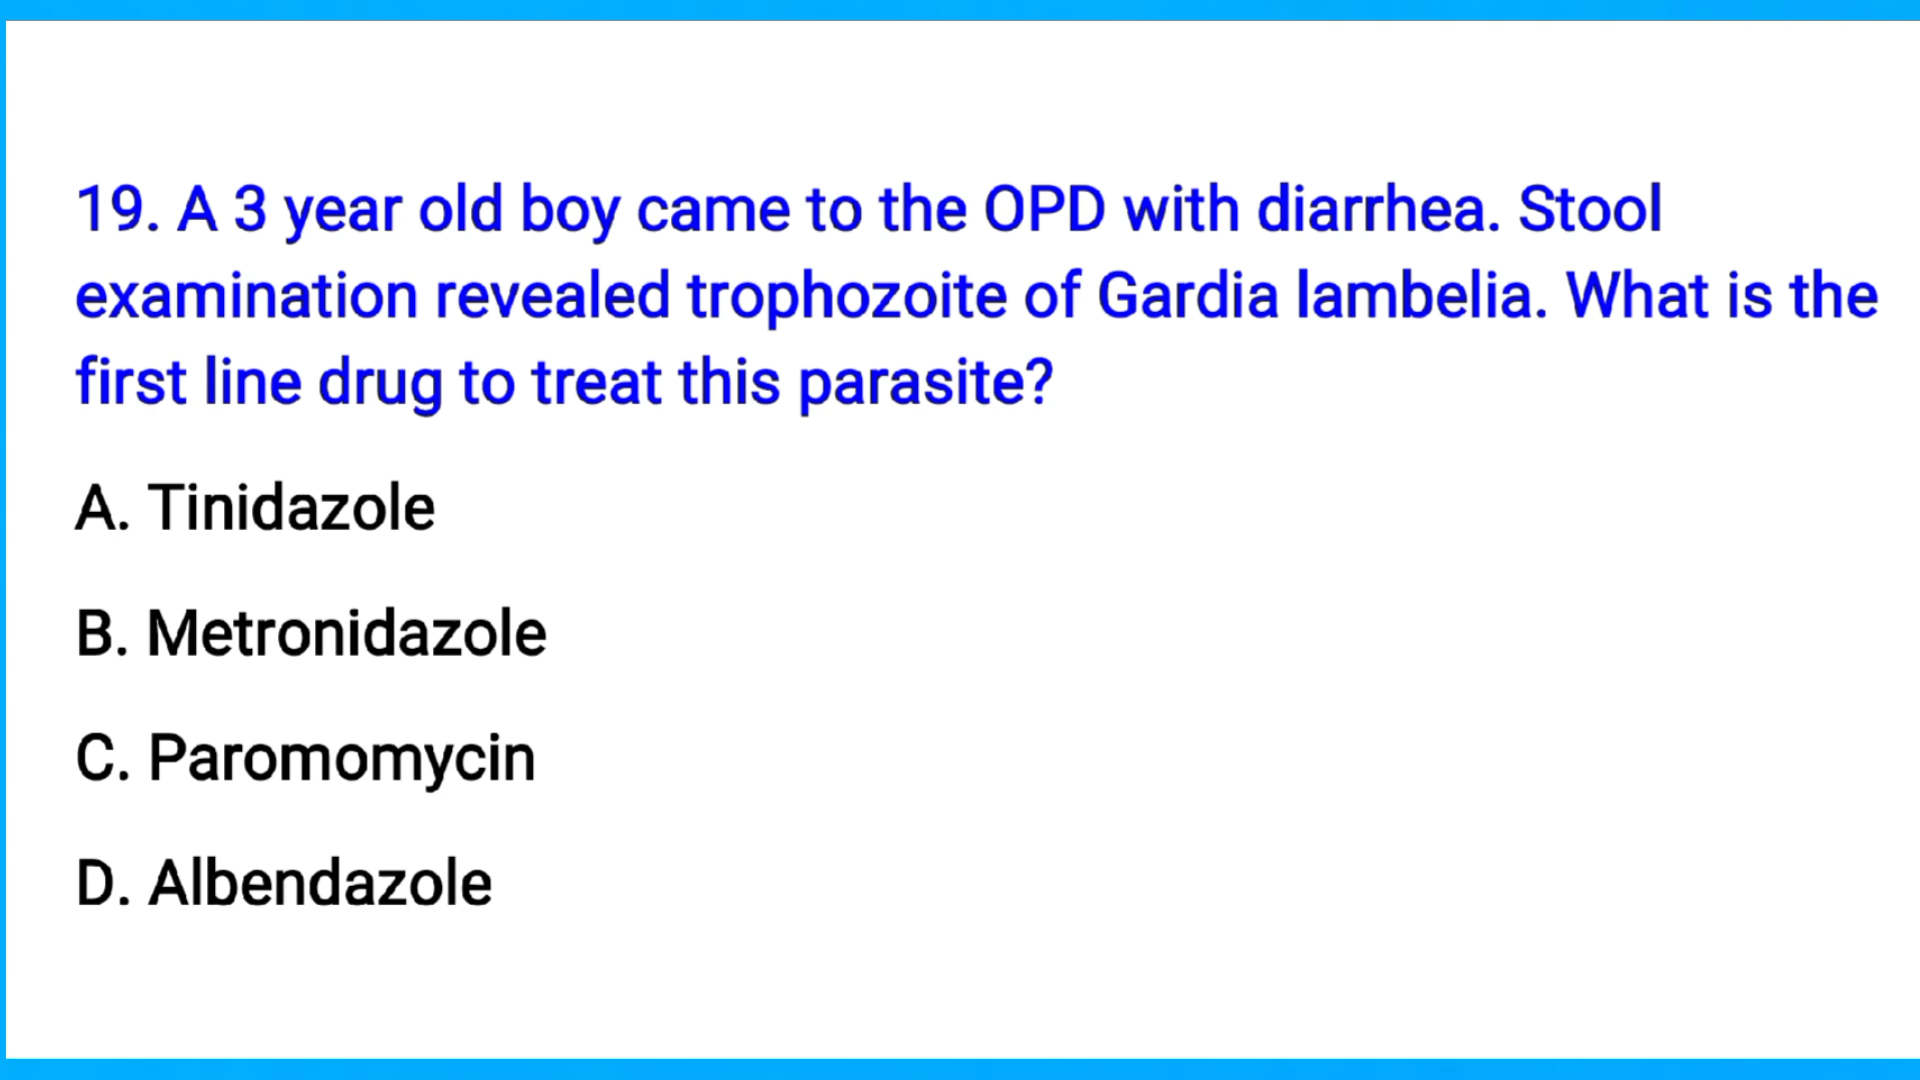 19. A 3 year old boy came to the OPD with diarrhea. Stool
examination revealed trophozoite of Gardia lambelia. What is the
first line drug to treat this parasite?
A. Tinidazole
B. Metronidazole
C. Paromomycin
D. Albendazole